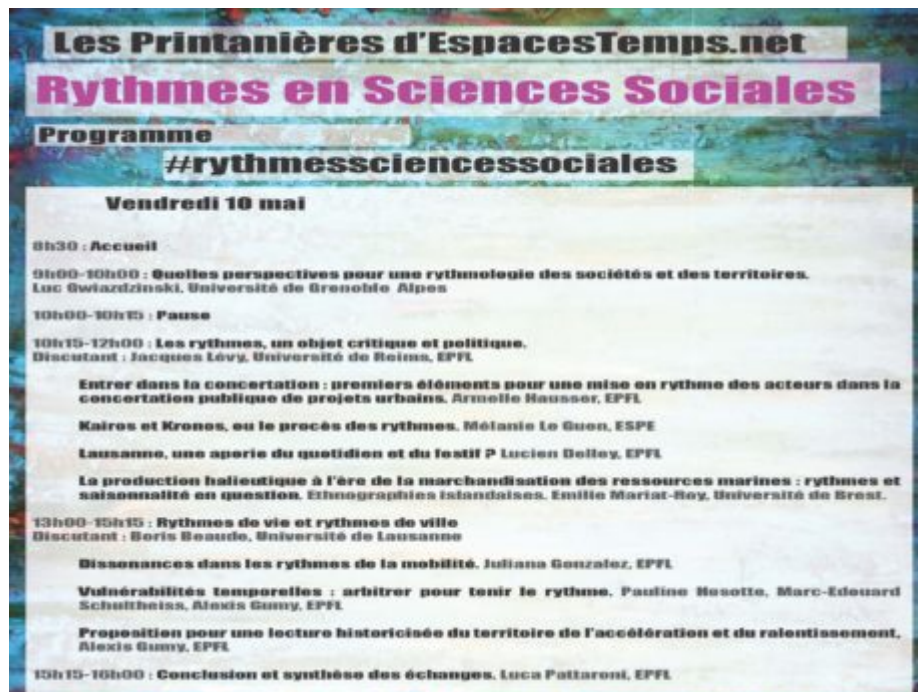 Les Printanières d'EspacesTemps.net
Rythmes en Sciences Sociales
Programme
#rythmessciencessociales
Vendredi 10 mai
8h30 : Accueil
9h00-10h00 : Quelles perspectives pour une rythmologie des sociétés et des territoires.
Luc Gwiazdzinski, Université de Grenoble Alpes
10h00-10h15 : Pause
10h15-12h00 : Les rythmes, un objet critique et politique.
Discutant : Jacques Lévy, Université de Reims, EPFL
Entrer dans la concertation : premiers éléments pour une mise en rythme des acteurs dans la
concertation publique de projets urbains. Armelle Hausser, EPFL
Kairos et Kronos, ou le procès des rythmes. Mélanie Le Guen, ESPE
Lausanne, une aporie du quotidien et du festif ? Lucien Delley, EPFL
La production halieutique à l'ère de la marchandisation des ressources marines : rythmes et
saisonnalité en question. Ethnographies islandaises. Emilie Mariat-Roy, Université de Brest.
13h00-15h15 : Rythmes de vie et rythmes de ville
Discutant : Boris Beaude, Université de Lausanne
Dissonances dans les rythmes de la mobilité. Juliana Gonzalez, EPFL
Vulnérabilités temporelles : arbitrer pour tenir le rythme. Pauline Hosotte, Marc-Edouard
Schultheiss, Alexis Gumy, EPFL
Proposition pour une lecture historicisée du territoire de l'accélération et du ralentissement,
Alexis Gumy, EPFL
15h15-16h00 : Conclusion et synthèse des échanges. Luca Pattaroni, EPFL